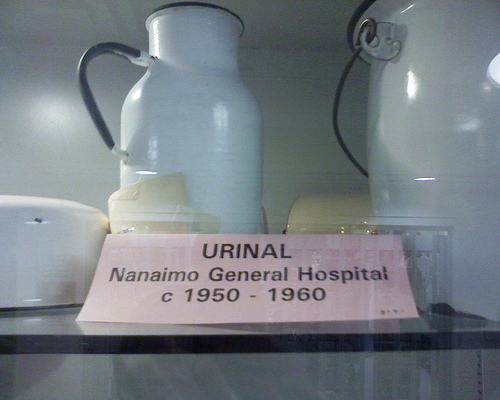 URINAL
Nanaimo General Hospital
c 1950 - 1960